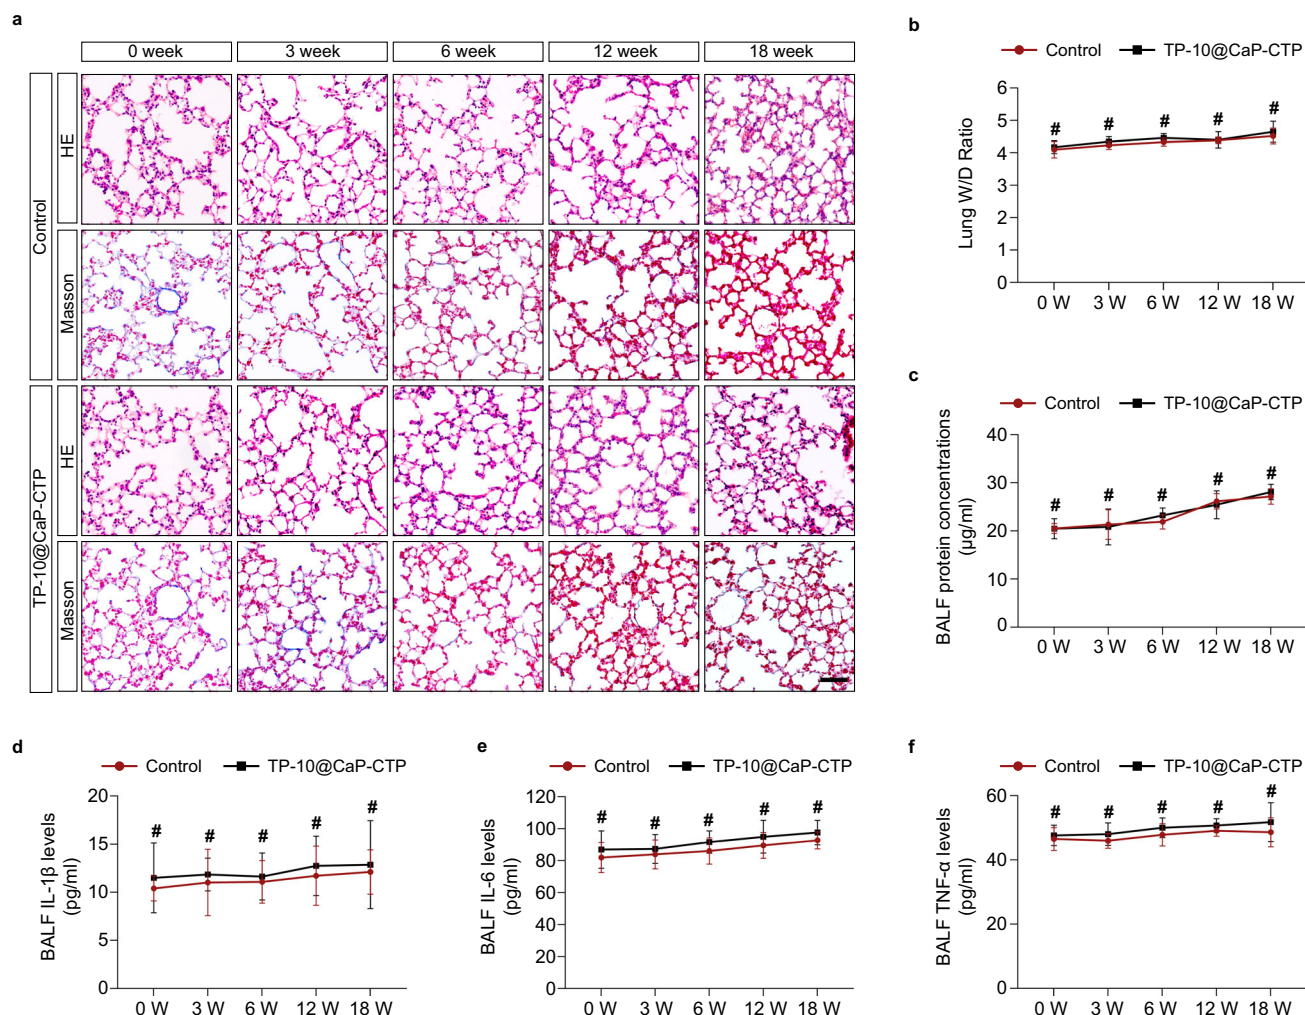 a
0 week 3 week 6 week 12 week 18 week
Control
HE
Masson
TP-10@CaP-CTP
HE
Masson
b
Control TP-10@CaP-CTP
Lung W/D Ratio
6
5
4
3
2
1
0
# # # # #
0 W 3 W 6 W 12 W 18 W
c
Control TP-10@CaP-CTP
BALF protein concentrations
(μg/ml)
40
30
20
10
0
# # # # #
0 W 3 W 6 W 12 W 18 W
d
Control TP-10@CaP-CTP
BALF IL-1β levels
(pg/ml)
20
15
10
5
0
# # # # #
0 W 3 W 6 W 12 W 18 W
e
Control TP-10@CaP-CTP
BALF IL-6 levels
(pg/ml)
120
100
80
60
40
20
0
# # # # #
0 W 3 W 6 W 12 W 18 W
f
Control TP-10@CaP-CTP
BALF TNF-α levels
(pg/ml)
60
40
20
0
# # # # #
0 W 3 W 6 W 12 W 18 W